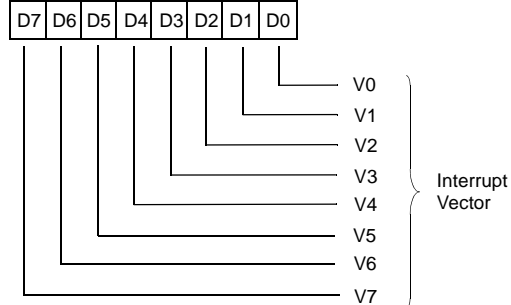 D7 D6 D5 D4 D3 D2 D1 D0
V0
V1
V2
V3
V4
V5
V6
V7
Interrupt
Vector